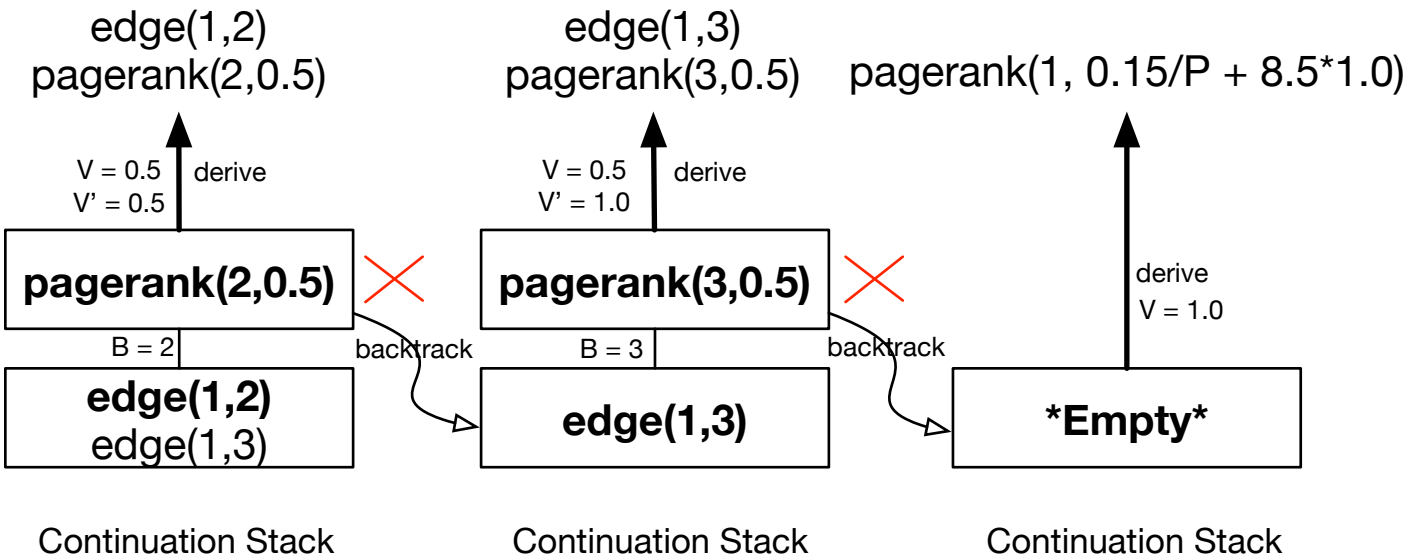 edge(1,2)
pagerank(2,0.5)
V = 0.5
V’ = 0.5
derive
pagerank(2,0.5)
B = 2
backtrack
edge(1,2)
edge(1,3)
Continuation Stack
edge(1,3)
pagerank(3,0.5)
V = 0.5
V’ = 1.0
derive
pagerank(3,0.5)
B = 3
backtrack
edge(1,3)
Continuation Stack
pagerank(1, 0.15/P + 8.5*1.0)
derive
V = 1.0
*Empty*
Continuation Stack